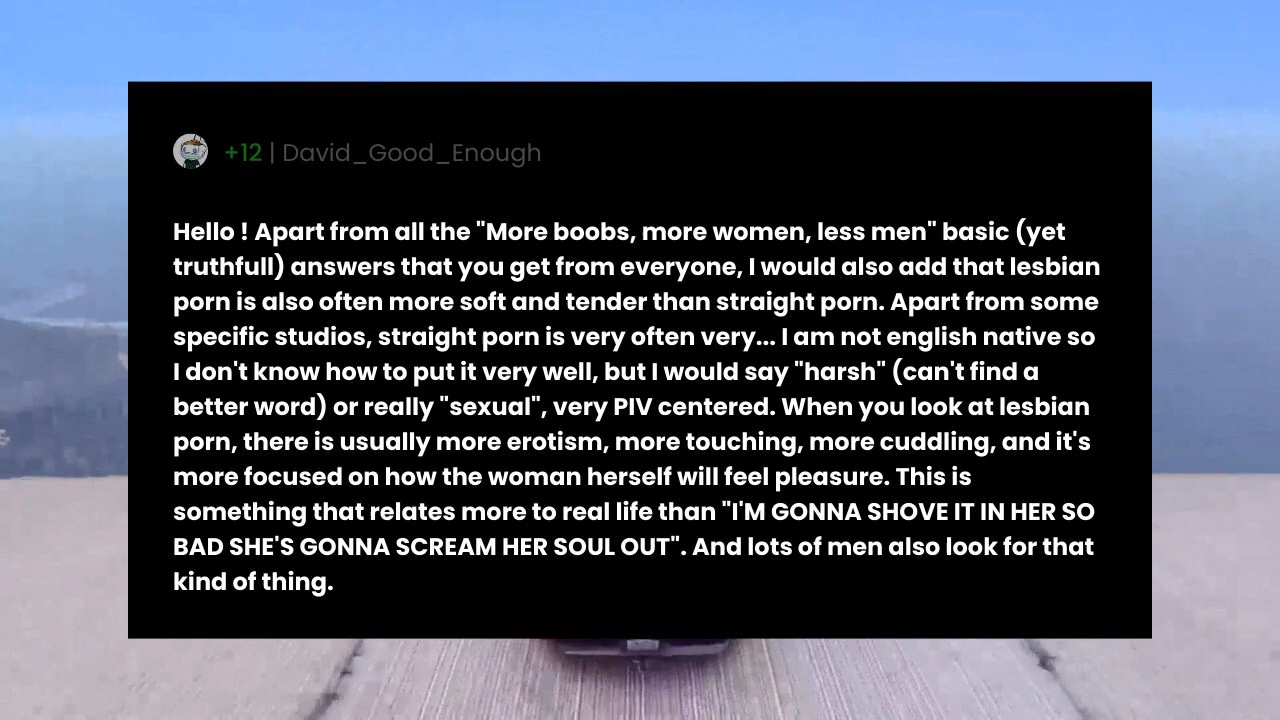 +12 | David_Good_Enough
Hello ! Apart from all the "More boobs, more women, less men" basic (yet
truthfull) answers that you get from everyone, I would also add that lesbian
porn is also often more soft and tender than straight porn. Apart from some
specific studios, straight porn is very often very... I am not english native so
I don't know how to put it very well, but I would say "harsh" (can't find a
better word) or really "sexual", very PIV centered. When you look at lesbian
porn, there is usually more erotism, more touching, more cuddling, and it's
more focused on how the woman herself will feel pleasure. This is
something that relates more to real life than "I'M GONNA SHOVE IT IN HER SO
BAD SHE'S GONNA SCREAM HER SOUL OUT". And lots of men also look for that
kind of thing.